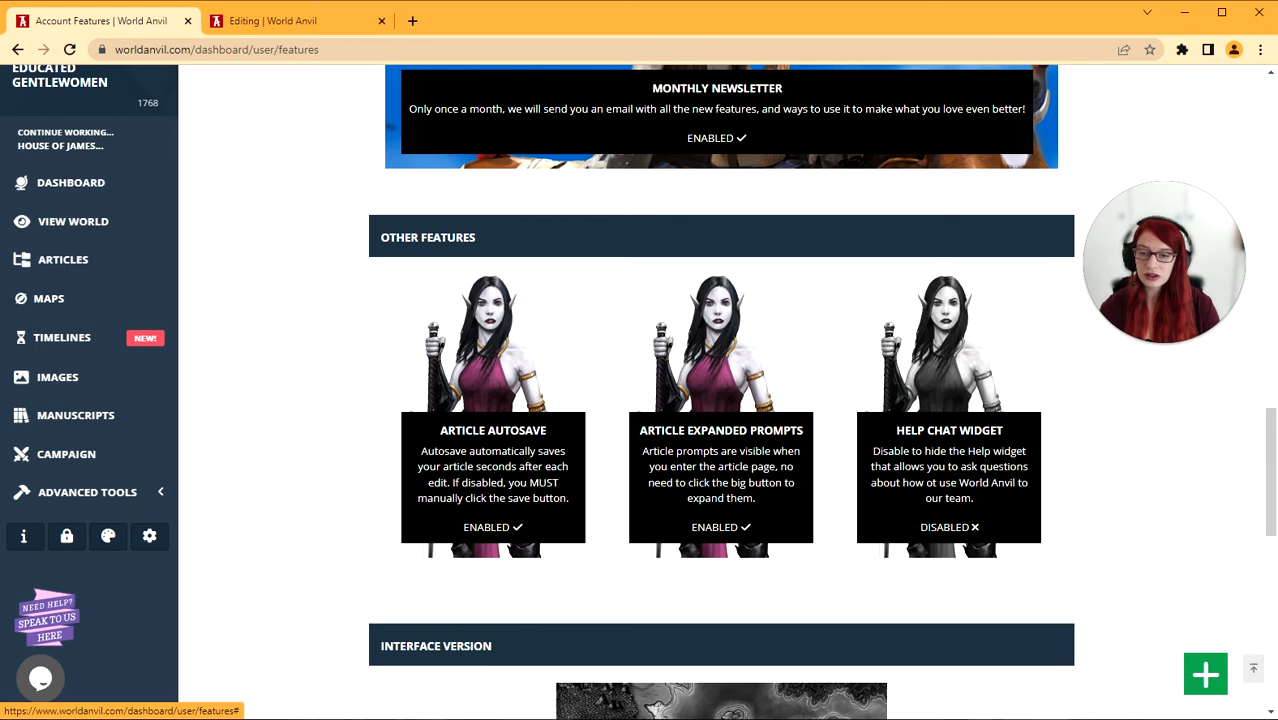 Account Features | World Anvil
Editing | World Anvil
worldanvil.com/dashboard/user/features
EDUCATED
GENTLEWOMEN
1768
CONTINUE WORKING...
HOUSE OF JAMES...
DASHBOARD
VIEW WORLD
ARTICLES
MAPS
TIMELINES
NEW!
IMAGES
MANUSCRIPTS
CAMPAIGN
ADVANCED TOOLS
NEED HELP?
SPEAK TO US
HERE
MONTHLY NEWSLETTER
Only once a month, we will send you an email with all the new features, and ways to use it to make what you love even better!
ENABLED
OTHER FEATURES
ARTICLE AUTOSAVE
Autosave automatically saves
your article seconds after each
edit. If disabled, you MUST
manually click the save button.
ENABLED
ARTICLE EXPANDED PROMPTS
Article prompts are visible when
you enter the article page, no
need to click the big button to
expand them.
ENABLED
HELP CHAT WIDGET
Disable to hide the Help widget
that allows you to ask questions
about how ot use World Anvil to
our team.
DISABLED
INTERFACE VERSION
https://www.worldanvil.com/dashboard/user/features#